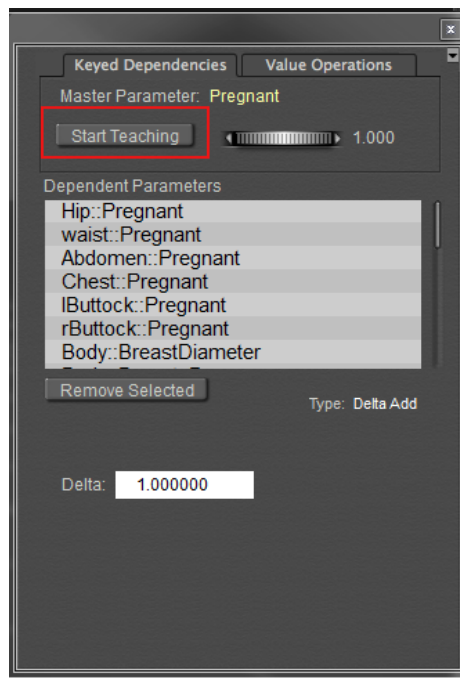 x
Keyed Dependencies Value Operations
Master Parameter: Pregnant
Start Teaching 1.000
Dependent Parameters
Hip::Pregnant
waist::Pregnant
Abdomen::Pregnant
Chest::Pregnant
lButtock::Pregnant
rButtock::Pregnant
Body::BreastDiameter
Remove Selected
Type: Delta Add
Delta: 1.000000